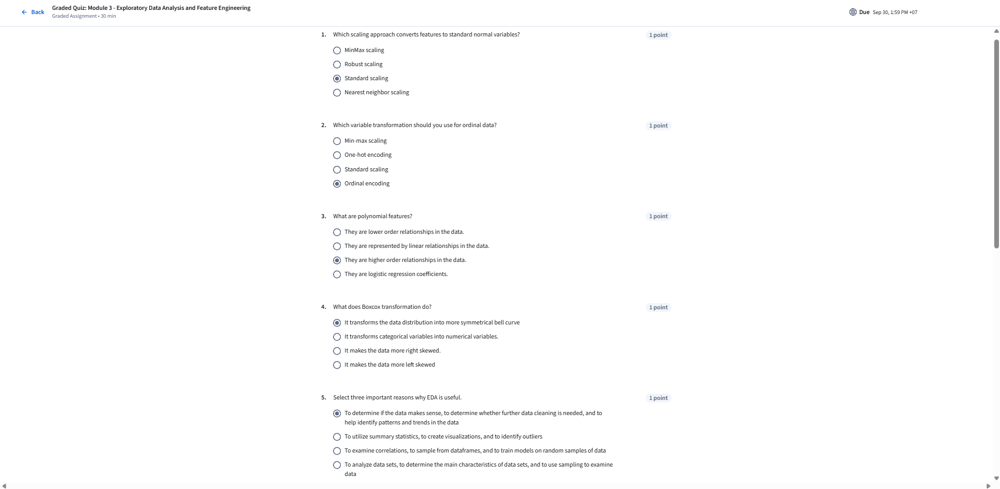 Back
Graded Quiz: Module 3 - Exploratory Data Analysis and Feature Engineering
Graded Assignment • 30 min
Due Sep 30, 1:59 PM +07
1. Which scaling approach converts features to standard normal variables?
1 point
MinMax scaling
Robust scaling
Standard scaling
Nearest neighbor scaling
2. Which variable transformation should you use for ordinal data?
1 point
Min-max scaling
One-hot encoding
Standard scaling
Ordinal encoding
3. What are polynomial features?
1 point
They are lower order relationships in the data.
They are represented by linear relationships in the data.
They are higher order relationships in the data.
They are logistic regression coefficients.
4. What does Boxcox transformation do?
1 point
It transforms the data distribution into more symmetrical bell curve
It transforms categorical variables into numerical variables.
It makes the data more right skewed.
It makes the data more left skewed
5. Select three important reasons why EDA is useful.
1 point
To determine if the data makes sense, to determine whether further data cleaning is needed, and to
help identify patterns and trends in the data
To utilize summary statistics, to create visualizations, and to identify outliers
To examine correlations, to sample from dataframes, and to train models on random samples of data
To analyze data sets, to determine the main characteristics of data sets, and to use sampling to examine
data